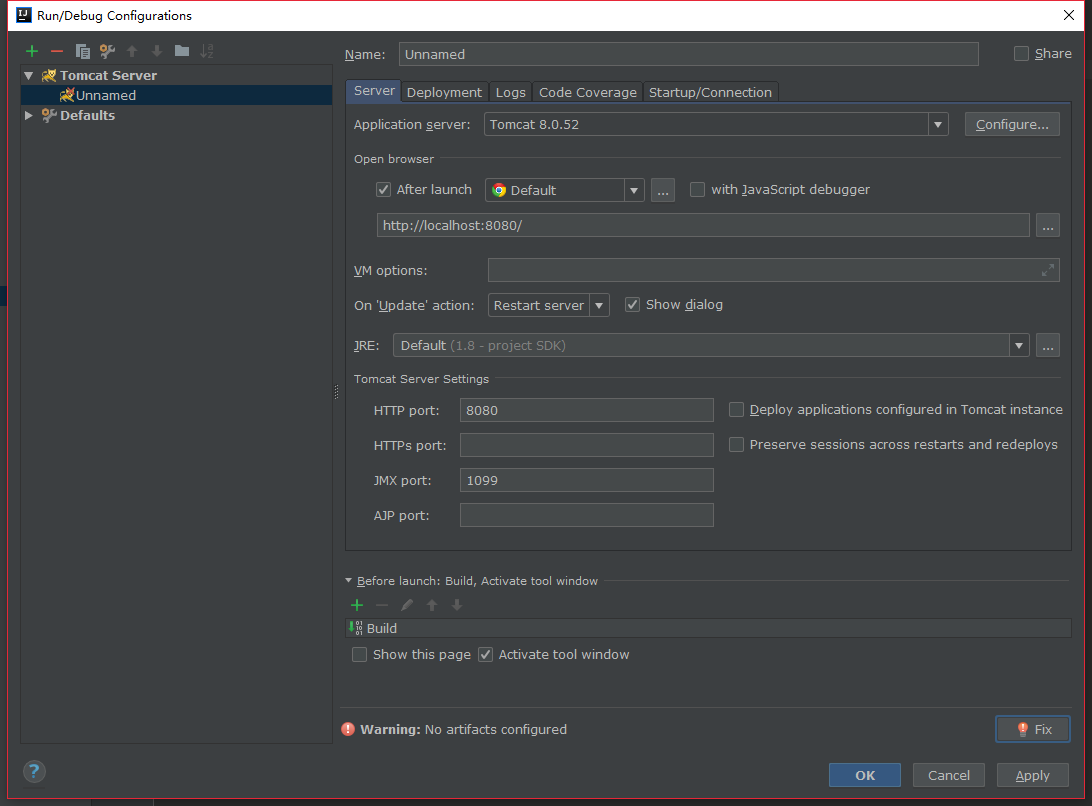 Run/Debug Configurations
Name: Unnamed Share
Tomcat Server
Unnamed
Defaults
Server Deployment Logs Code Coverage Startup/Connection
Application server: Tomcat 8.0.52 Configure...
Open browser
After launch Default ... with JavaScript debugger
http://localhost:8080/ ...
VM options:
On 'Update' action: Restart server Show dialog
JRE: Default (1.8 - project SDK) ...
Tomcat Server Settings
HTTP port: 8080 Deploy applications configured in Tomcat instance
HTTPs port: Preserve sessions across restarts and redeploys
JMX port: 1099
AJP port:
Before launch: Build, Activate tool window
Build
Show this page Activate tool window
Warning: No artifacts configured Fix
? OK Cancel Apply